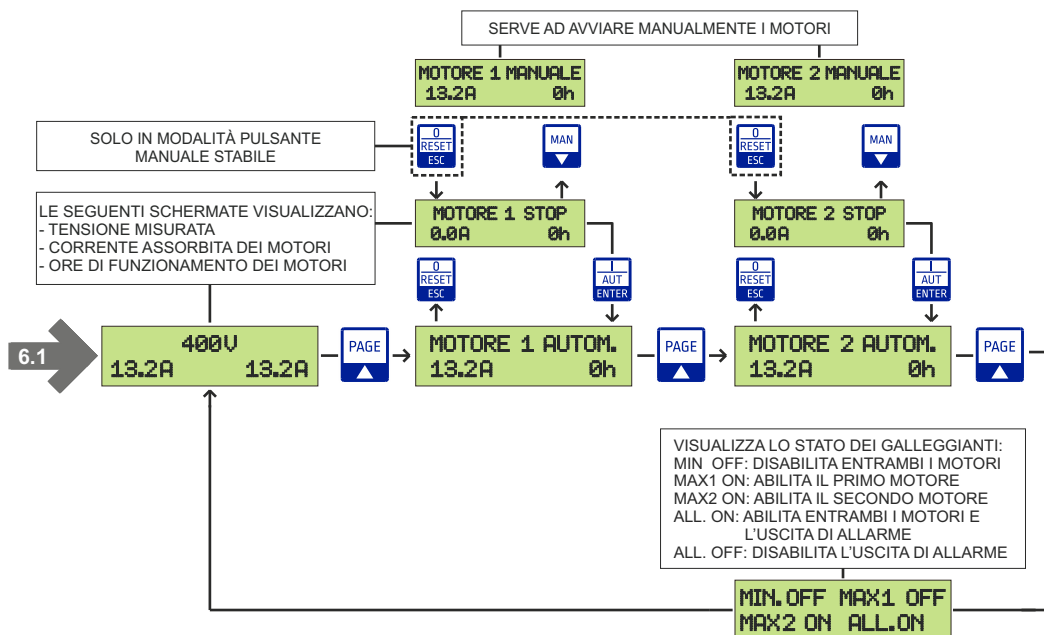 SERVE AD AVVIARE MANUALMENTE I MOTORI
MOTORE 1 MANUALE
13.2A 0h
MOTORE 2 MANUALE
13.2A 0h
SOLO IN MODALITÀ PULSANTE
MANUALE STABILE
0
RESET
ESC
MAN
0
RESET
ESC
MAN
LE SEGUENTI SCHERMATE VISUALIZZANO:
- TENSIONE MISURATA
- CORRENTE ASSORBITA DEI MOTORI
- ORE DI FUNZIONAMENTO DEI MOTORI
MOTORE 1 STOP
0.0A 0h
MOTORE 2 STOP
0.0A 0h
0
RESET
ESC
I
AUT
ENTER
0
RESET
ESC
I
AUT
ENTER
6.1
400V
13.2A 13.2A
PAGE
MOTORE 1 AUTOM.
13.2A 0h
PAGE
MOTORE 2 AUTOM.
13.2A 0h
PAGE
VISUALIZZA LO STATO DEI GALLEGGIANTI:
MIN OFF: DISABILITA ENTRAMBI I MOTORI
MAX1 ON: ABILITA IL PRIMO MOTORE
MAX2 ON: ABILITA IL SECONDO MOTORE
ALL. ON: ABILITA ENTRAMBI I MOTORI E
L'USCITA DI ALLARME
ALL. OFF: DISABILITA L'USCITA DI ALLARME
MIN.OFF MAX1 OFF
MAX2 ON ALL.ON